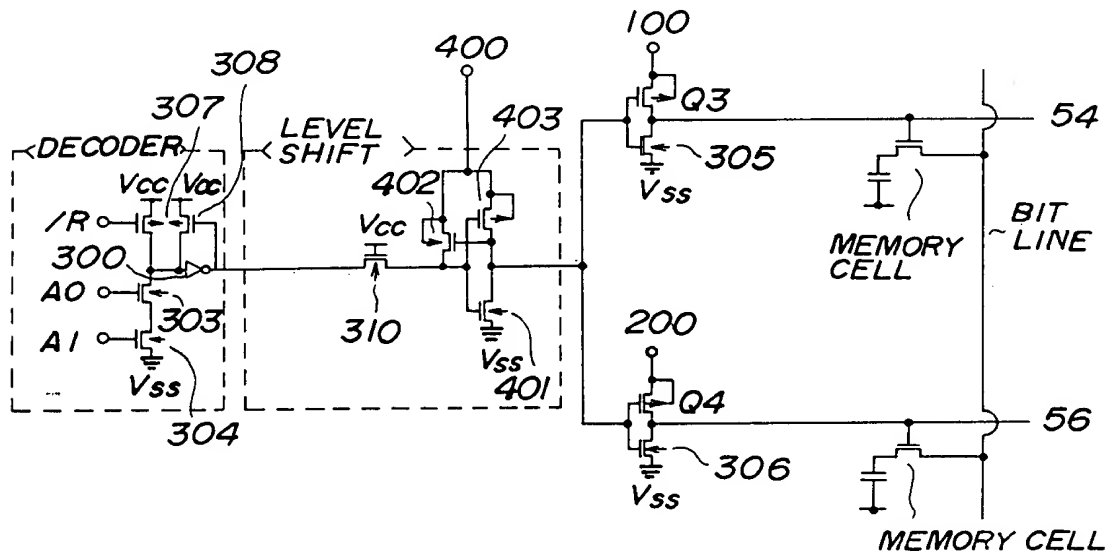 100
400
308
307
403
Q3
54
DECODER
LEVEL
SHIFT
305
402
Vcc
Vcc
Vss
/R
Vcc
BIT
LINE
300
MEMORY
CELL
A0
303
310
200
A1
Vss
401
Q4
56
Vss
304
306
Vss
MEMORY CELL